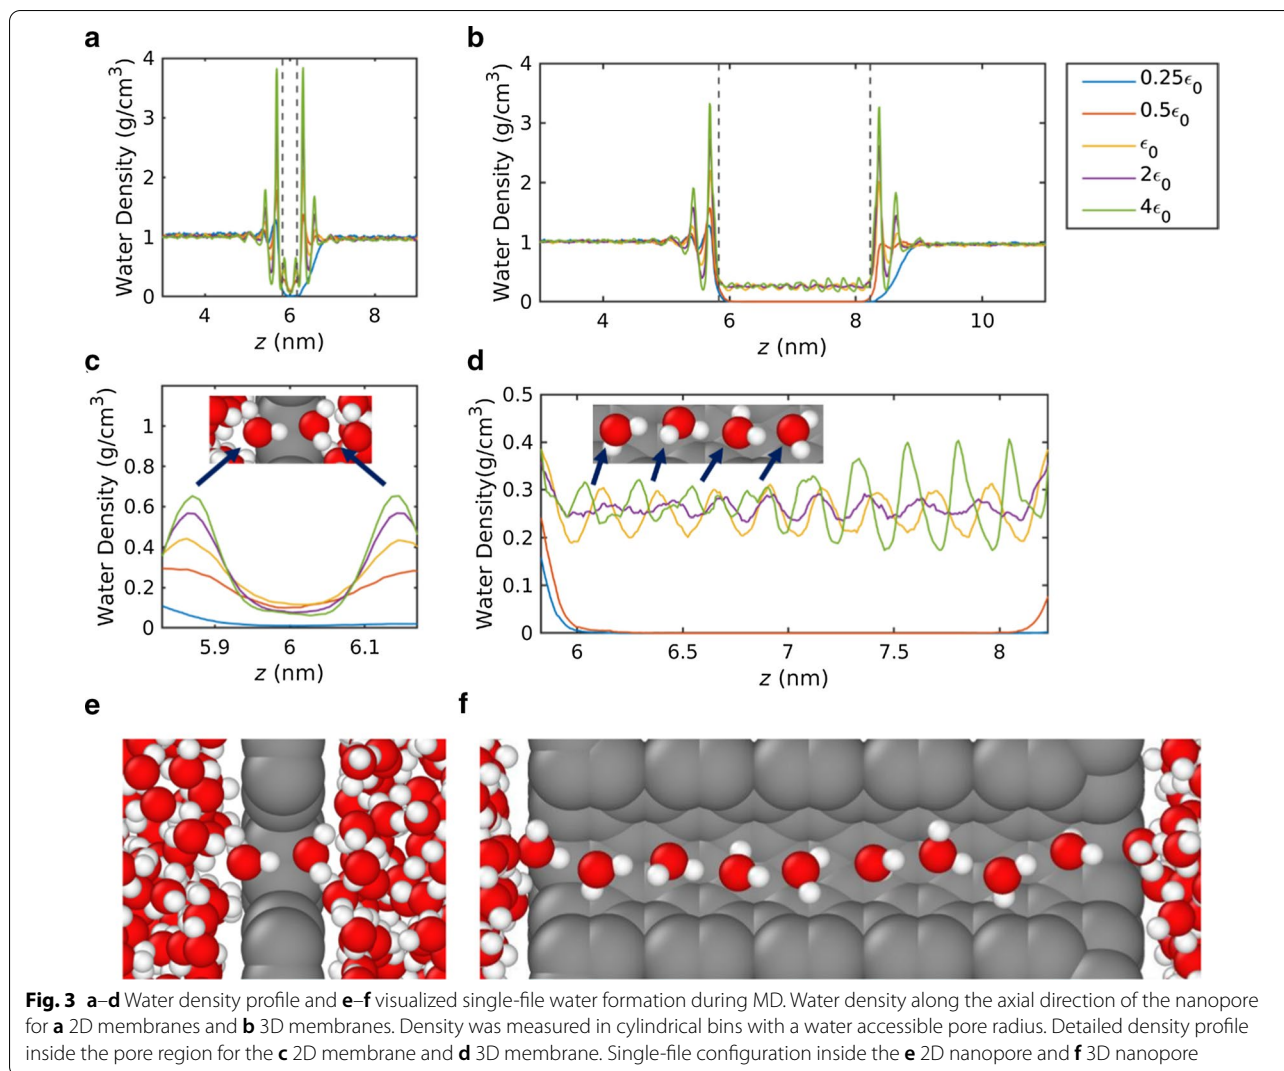 a
Water Density (g/cm³)
4
3
2
1
0
4
6
8
z (nm)
b
Water Density (g/cm³)
4
3
2
1
0
4
6
8
10
z (nm)
0.25ϵ₀
0.5ϵ₀
ϵ₀
2ϵ₀
4ϵ₀
c
Water Density (g/cm³)
1
0.8
0.6
0.4
0.2
0
5.9
6
6.1
z (nm)
d
Water Density(g/cm³)
0.5
0.4
0.3
0.2
0.1
0
6
6.5
7
7.5
8
z (nm)
e
f
Fig. 3 a–d Water density profile and e–f visualized single-file water formation during MD. Water density along the axial direction of the nanopore
for a 2D membranes and b 3D membranes. Density was measured in cylindrical bins with a water accessible pore radius. Detailed density profile
inside the pore region for the c 2D membrane and d 3D membrane. Single-file configuration inside the e 2D nanopore and f 3D nanopore